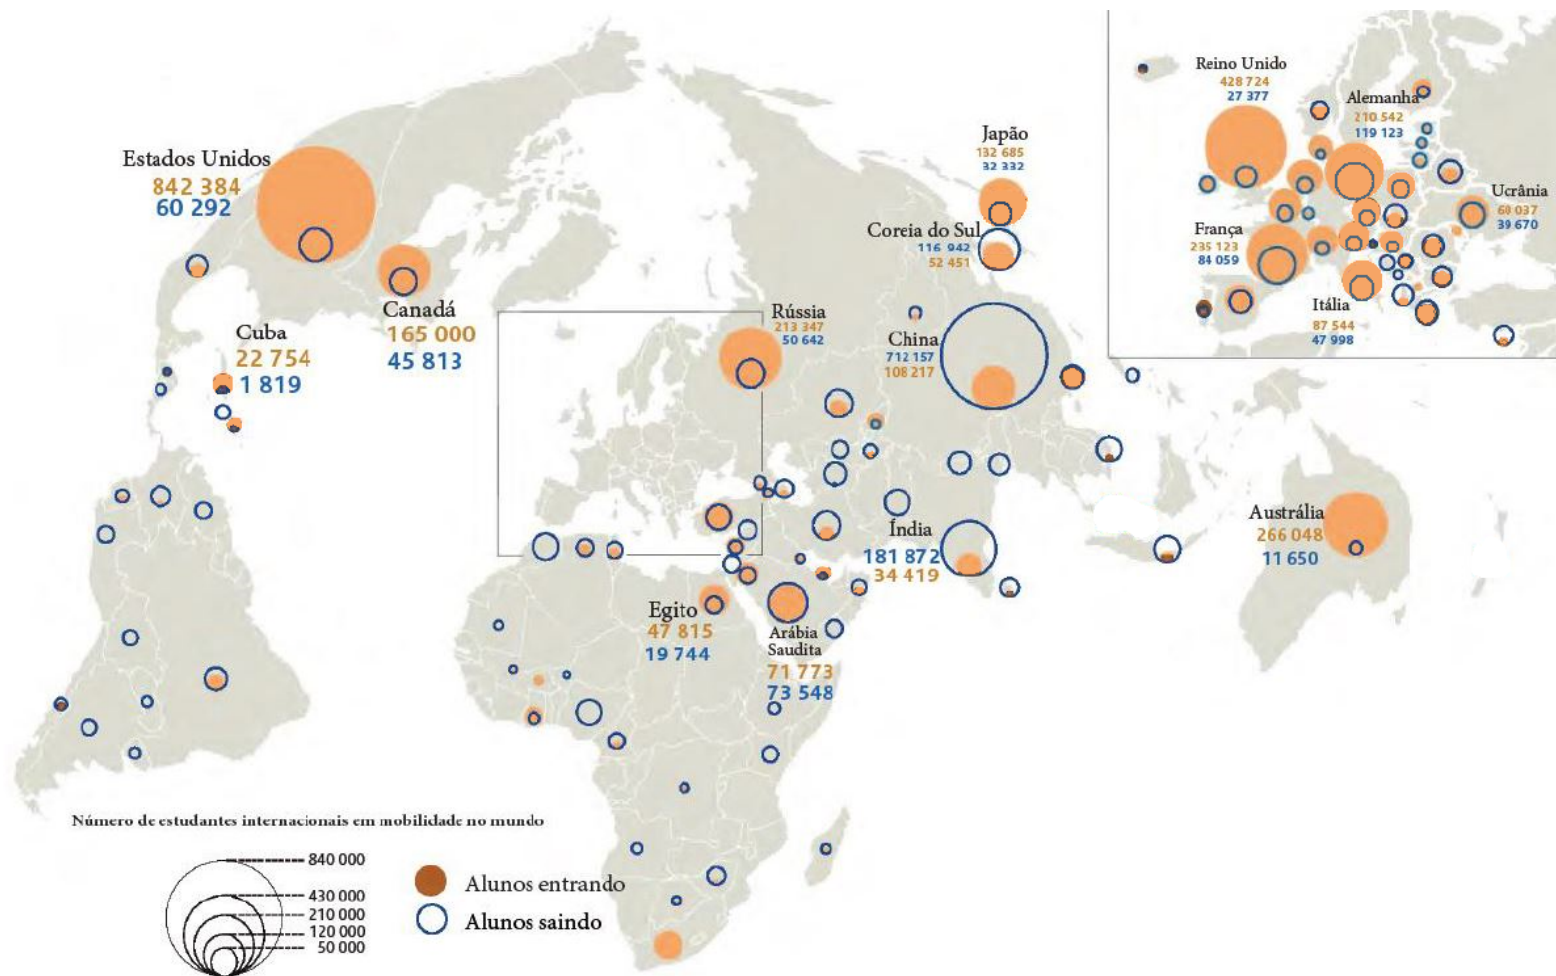 Estados Unidos
842 384
60 292
Canadá
165 000
45 813
Cuba
22 754
1 819
Japão
132 685
32 332
Coreia do Sul
116 942
52 451
Rússia
213 347
50 642
China
712 157
108 217
Índia
181 872
34 419
Egito
47 815
19 744
Arábia
Saudita
71 773
73 548
Austrália
266 048
11 650
Reino Unido
428 724
27 377
Alemanha
210 542
119 123
Ucrânia
60 037
39 670
França
235 123
84 059
Itália
87 544
47 998
Número de estudantes internacionais em mobilidade no mundo
840 000
430 000
210 000
120 000
50 000
Alunos entrando
Alunos saindo